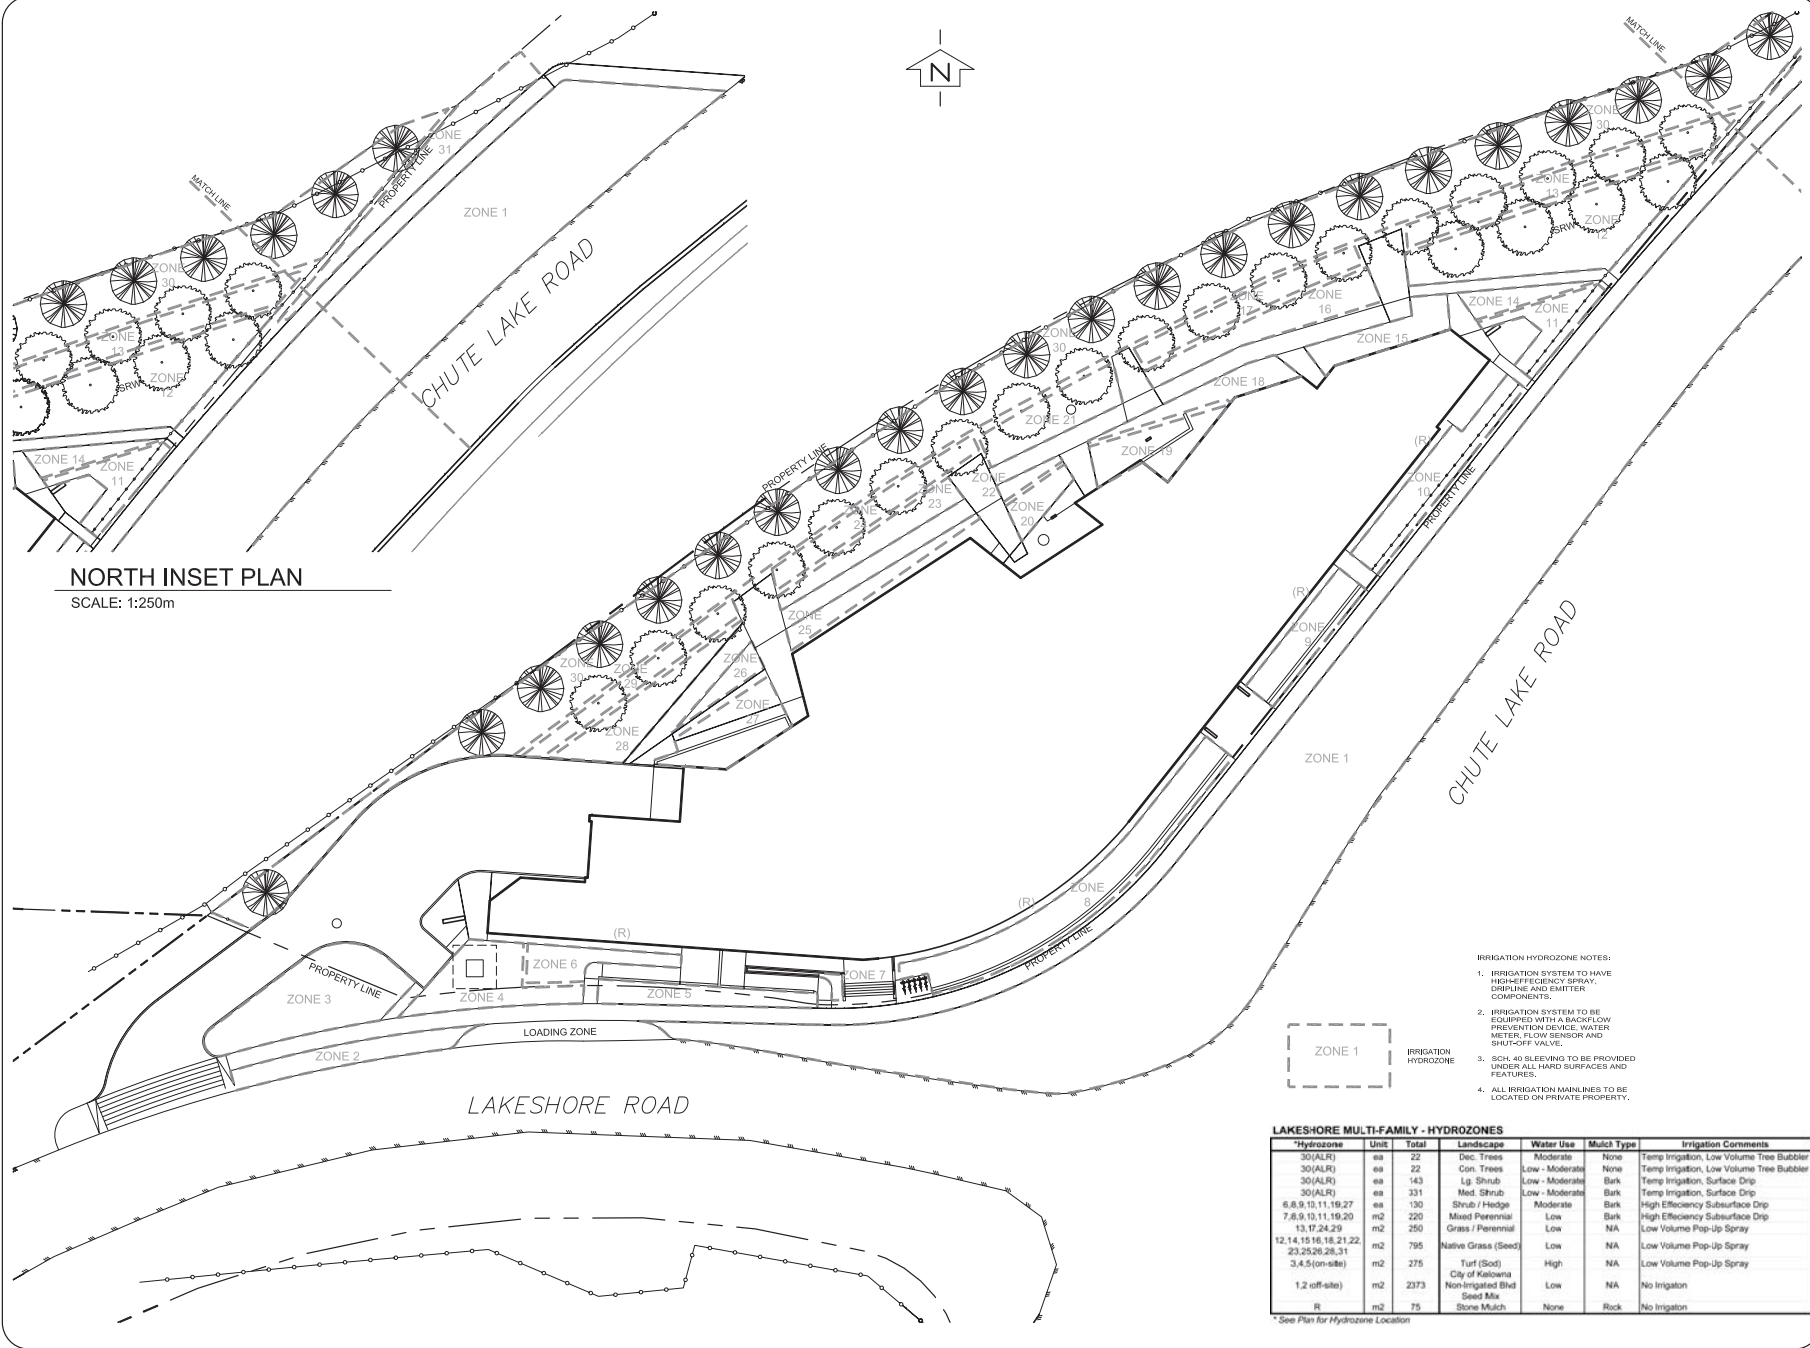 MATCH LINE
ZONE
31
PROPERTY LINE
ZONE 1
ZONE
30
CHUTE LAKE ROAD
ZONE
13
SRW
ZONE
12
ZONE 14
ZONE
11
NORTH INSET PLAN
SCALE: 1:250m
N
MATCH LINE
ZONE
30
ZONE
13
ZONE
12
SRW
ZONE 14
ZONE
11
ZONE
17
ZONE
16
ZONE 15
ZONE
30
ZONE 18
ZONE 21
ZONE 19
PROPERTY LINE
ZONE
22
ZONE
23
ZONE
20
(R)
ZONE
10
PROPERTY LINE
ZONE
25
(R)
ZONE
9
ZONE
26
ZONE
30
ZONE
29
ZONE
27
ZONE
28
ZONE 1
CHUTE LAKE ROAD
ZONE
8
(R)
PROPERTY LINE
(R)
ZONE 6
ZONE 7
PROPERTY LINE
ZONE 3
ZONE 4
ZONE 5
LOADING ZONE
ZONE 2
LAKESHORE ROAD
ZONE 1
IRRIGATION
HYDROZONE
IRRIGATION HYDROZONE NOTES:
1. IRRIGATION SYSTEM TO HAVE
HIGH-EFFECIENCY SPRAY,
DRIPLINE AND EMITTER
COMPONENTS.
2. IRRIGATION SYSTEM TO BE
EQUIPPED WITH A BACKFLOW
PREVENTION DEVICE, WATER
METER, FLOW SENSOR AND
SHUT-OFF VALVE.
3. SCH. 40 SLEEVING TO BE PROVIDED
UNDER ALL HARD SURFACES AND
FEATURES.
4. ALL IRRIGATION MAINLINES TO BE
LOCATED ON PRIVATE PROPERTY.
LAKESHORE MULTI-FAMILY - HYDROZONES
*Hydrozone Unit Total Landscape Water Use Mulch Type Irrigation Comments
30(ALR) ea 22 Dec. Trees Moderate None Temp Irrigation, Low Volume Tree Bubbler
30(ALR) ea 22 Con. Trees Low - Moderate None Temp Irrigation, Low Volume Tree Bubbler
30(ALR) ea 143 Lg. Shrub Low - Moderate Bark Temp Irrigation, Surface Drip
30(ALR) ea 331 Med. Shrub Low - Moderate Bark Temp Irrigation, Surface Drip
6,8,9,10,11,19,27 ea 130 Shrub / Hedge Moderate Bark High Effeciency Subsurface Drip
7,8,9,10,11,19,20 m2 220 Mixed Perennial Low Bark High Effeciency Subsurface Drip
13,17,24,29 m2 250 Grass / Perennial Low NA Low Volume Pop-Up Spray
12,14,1516,18,21,22,
23,2526,28,31 m2 795 Native Grass (Seed) Low NA Low Volume Pop-Up Spray
3,4,5(on-site) m2 275 Turf (Sod) High NA Low Volume Pop-Up Spray
1,2 (off-site) m2 2373 City of Kelowna
Non-Irrigated Blvd
Seed Mix Low NA No Irrigaton
R m2 75 Stone Mulch None Rock No Irrigaton
* See Plan for Hydrozone Location